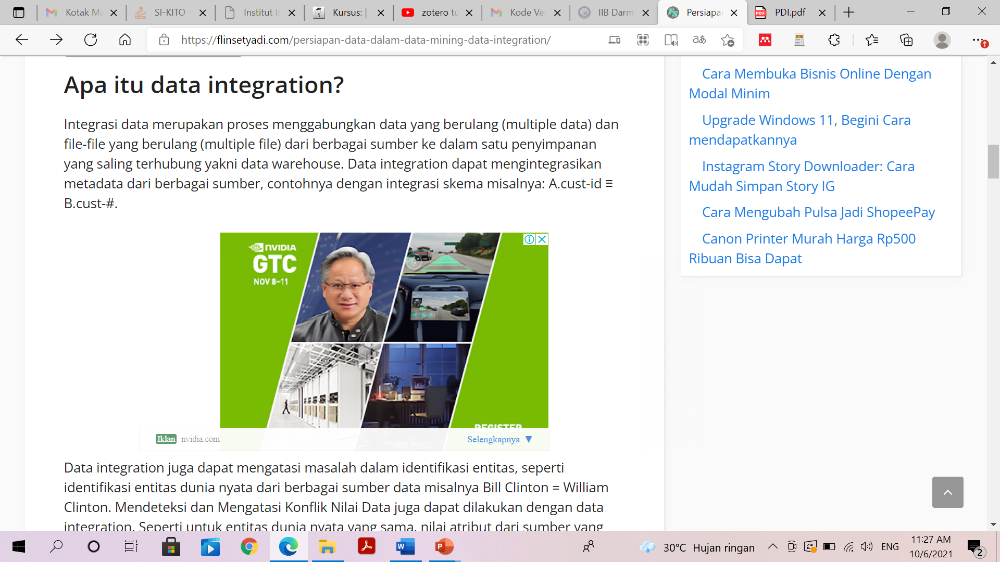 Kotak Ma
SI-KITO -
Institut In
Kursus: |
zotero tu
Kode Ver
IIB Darm
Persiapan
PDI.pdf
https://flinsetyadi.com/persiapan-data-dalam-data-mining-data-integration/
Apa itu data integration?
Integrasi data merupakan proses menggabungkan data yang berulang (multiple data) dan
file-file yang berulang (multiple file) dari berbagai sumber ke dalam satu penyimpanan
yang saling terhubung yakni data warehouse. Data integration dapat mengintegrasikan
metadata dari berbagai sumber, contohnya dengan integrasi skema misalnya: A.cust-id ≡
B.cust-#.
NVIDIA
GTC
NOV 8–11
REGISTER
Iklan nvidia.com
Selengkapnya ▼
Data integration juga dapat mengatasi masalah dalam identifikasi entitas, seperti
identifikasi entitas dunia nyata dari berbagai sumber data misalnya Bill Clinton = William
Clinton. Mendeteksi dan Mengatasi Konflik Nilai Data juga dapat dilakukan dengan data
integration. Seperti untuk entitas dunia nyata yang sama, nilai atribut dari sumber yang
Cara Membuka Bisnis Online Dengan
Modal Minim
Upgrade Windows 11, Begini Cara
mendapatkannya
Instagram Story Downloader: Cara
Mudah Simpan Story IG
Cara Mengubah Pulsa Jadi ShopeePay
Canon Printer Murah Harga Rp500
Ribuan Bisa Dapat
30°C Hujan ringan
ENG
11:27 AM
10/6/2021
2